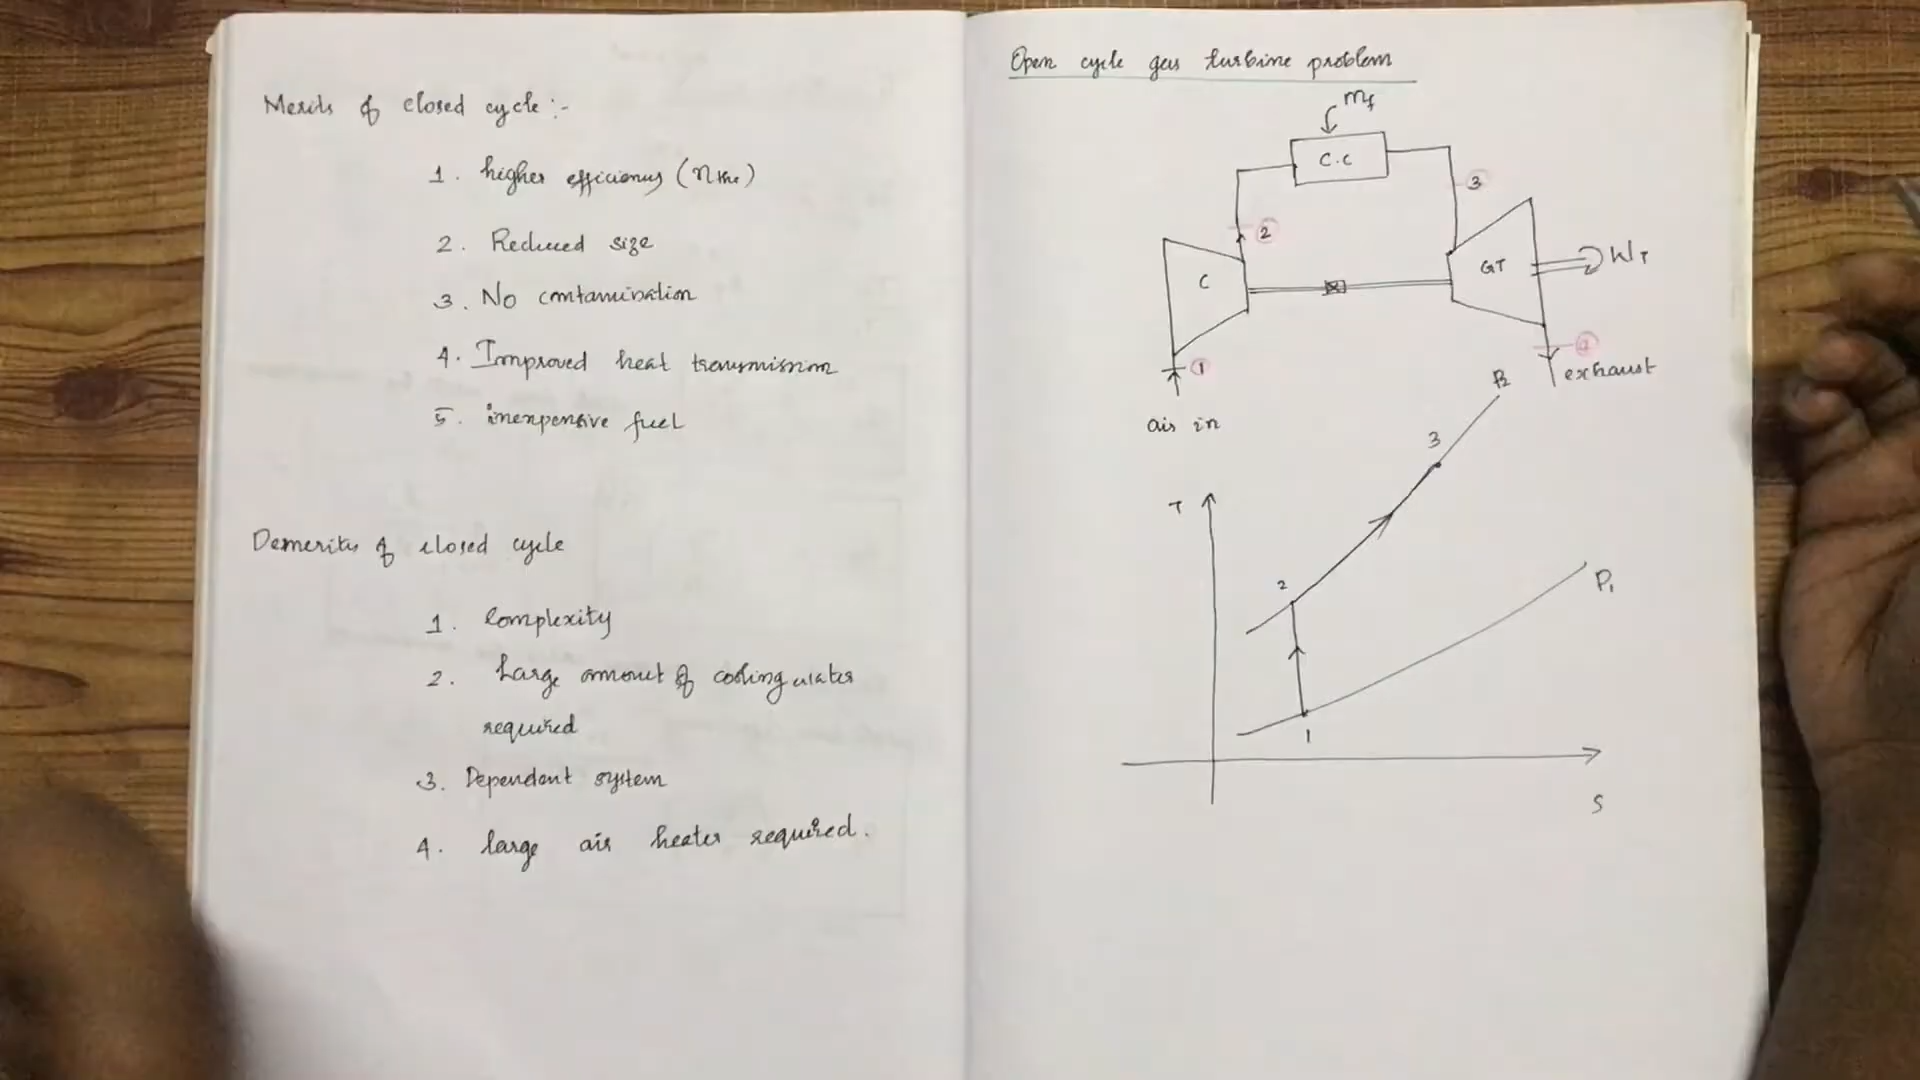 Merits of closed cycle :-
1. higher efficiency (ηthe)
2. Reduced size
3. No contamination
4. Improved heat transmission
5. inexpensive fuel
Demerits of closed cycle
1. Complexity
2. Large amout of cooling water
required
3. Dependant system
4. large air heater required.
Open cycle gas turbine problem
mf
C.C
3
2
C
GT
WT
1
exhaust
air in
P2
3
T
2
P1
1
S